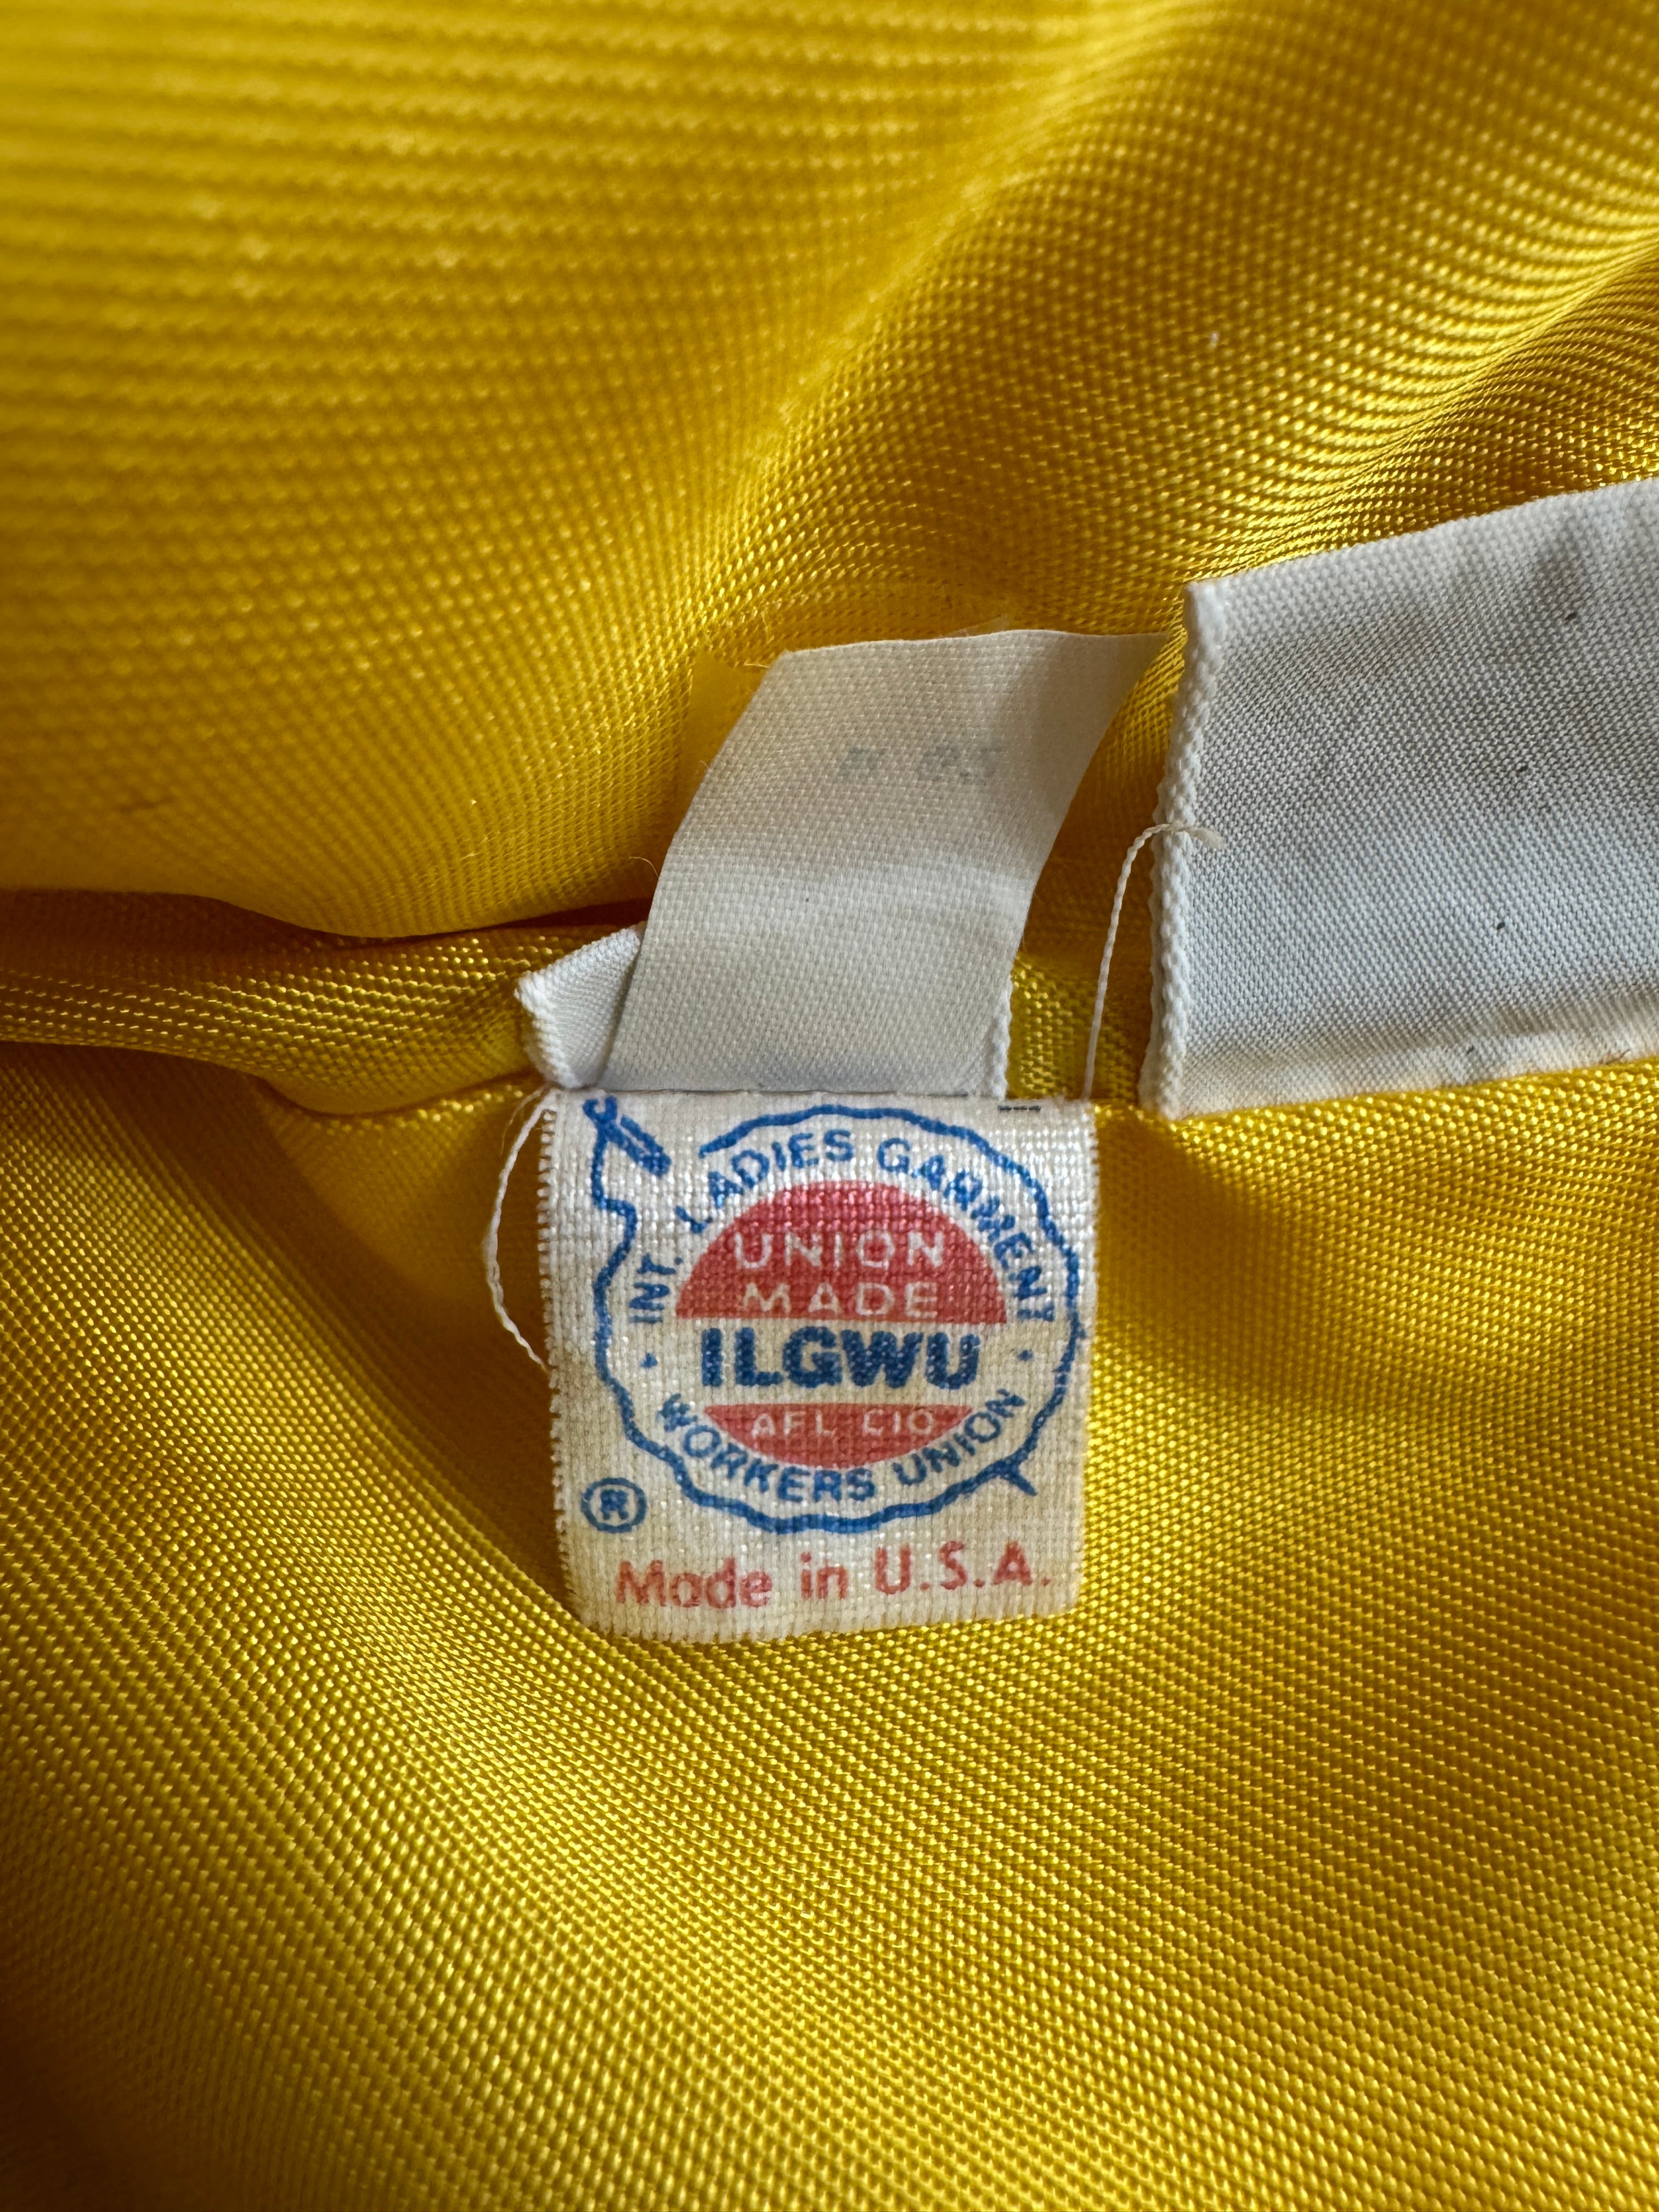 INT. LADIES GARMENT
UNION
MADE
ILGWU
AFL CIO
WORKERS UNION
®
Made in U.S.A.